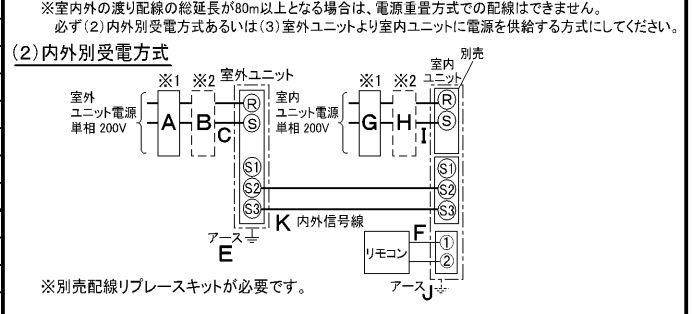 ※室内外の渡り配線の総延長が80m以上となる場合は、電源重畳方式での配線はできません。
必ず(2)内外別受電方式あるいは(3)室外ユニットより室内ユニットに電源を供給する方式にしてください。
(2)内外別受電方式
※1 ※2 室外ユニット
室外
ユニット電源
単相 200V
A B C
R
S
S1
S2
S3
アース
E
※1 ※2 室内
ユニット
別売
室内
ユニット電源
単相 200V
G H I
R
S
S1
S2
S3
K 内外信号線
リモコン
F
1
2
アース J
※別売配線リプレースキットが必要です。